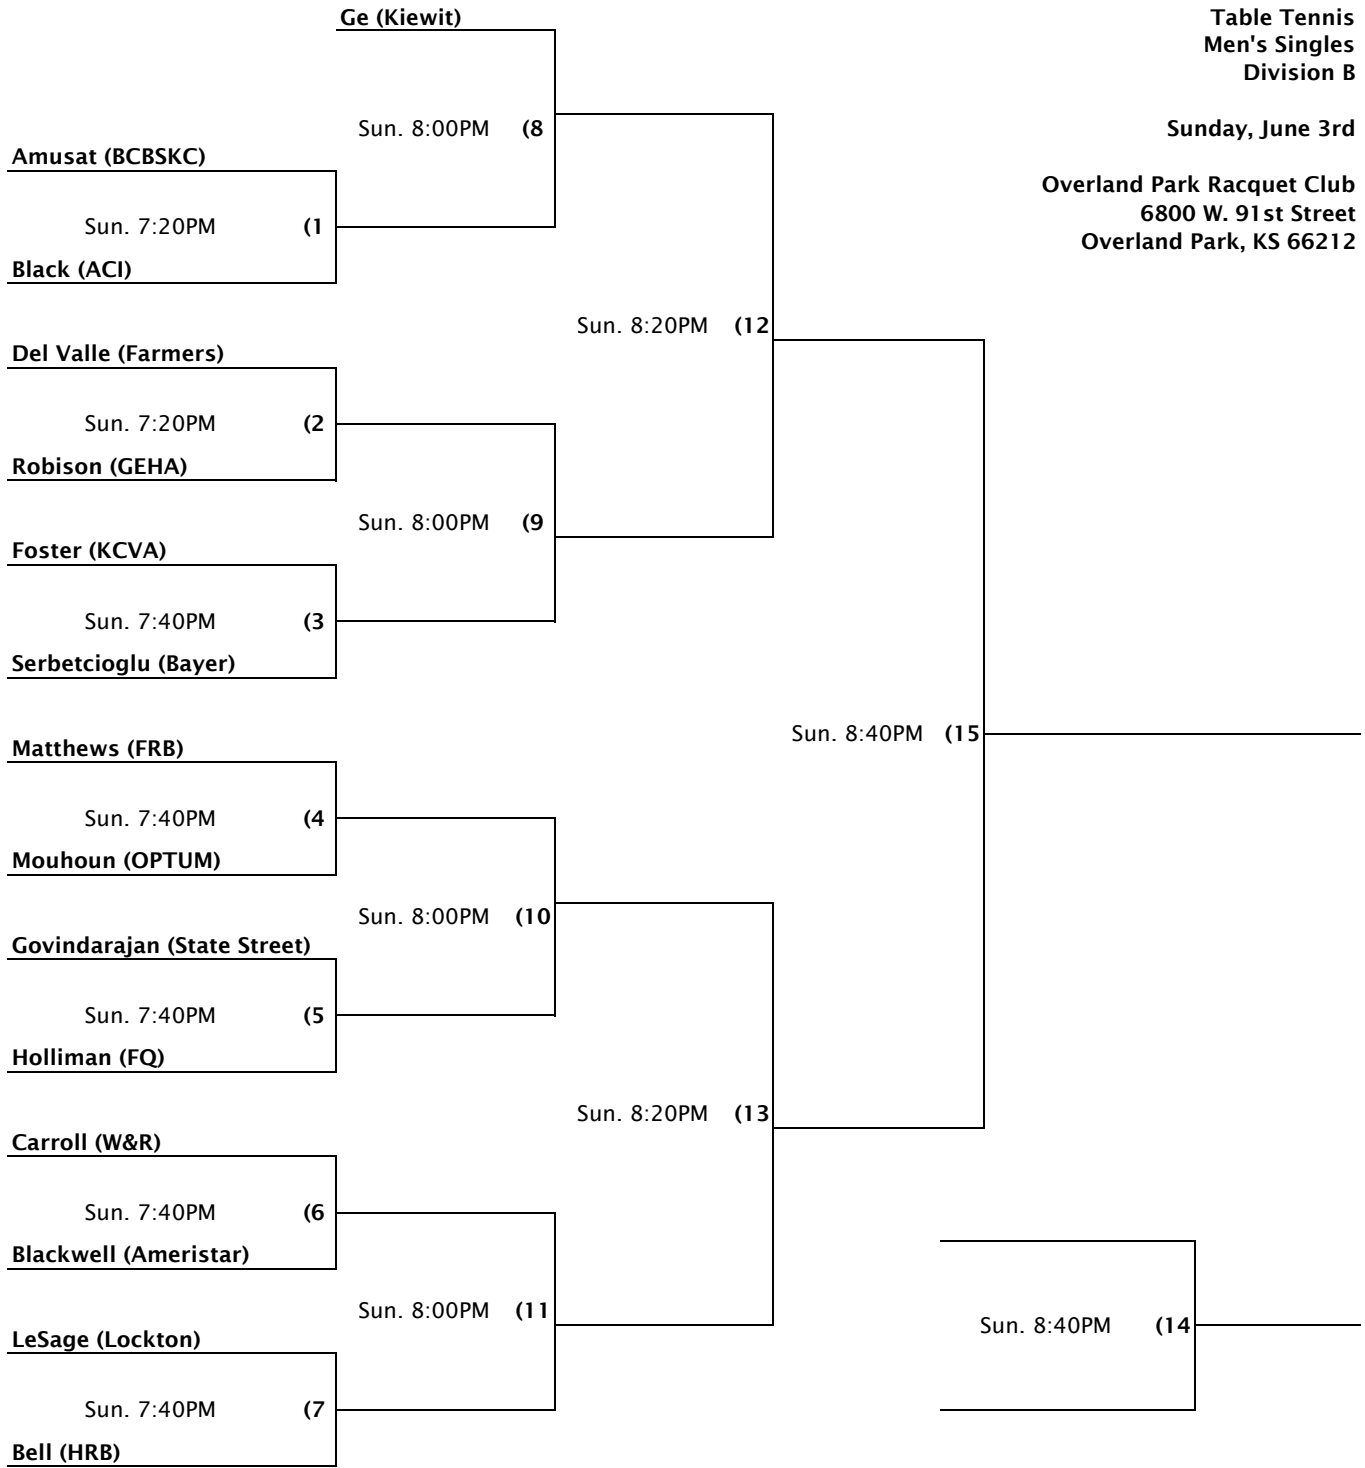 Ge (Kiewit)
Table Tennis
Men's Singles
Division B
Sun. 8:00PM (8
Sunday, June 3rd
Amusat (BCBSKC)
Overland Park Racquet Club
6800 W. 91st Street
Overland Park, KS 66212
Sun. 7:20PM (1
Black (ACI)
Sun. 8:20PM (12
Del Valle (Farmers)
Sun. 7:20PM (2
Robison (GEHA)
Sun. 8:00PM (9
Foster (KCVA)
Sun. 7:40PM (3
Serbetcioglu (Bayer)
Sun. 8:40PM (15
Matthews (FRB)
Sun. 7:40PM (4
Mouhoun (OPTUM)
Sun. 8:00PM (10
Govindarajan (State Street)
Sun. 7:40PM (5
Holliman (FQ)
Sun. 8:20PM (13
Carroll (W&R)
Sun. 7:40PM (6
Blackwell (Ameristar)
Sun. 8:00PM (11
Sun. 8:40PM (14
LeSage (Lockton)
Sun. 7:40PM (7
Bell (HRB)